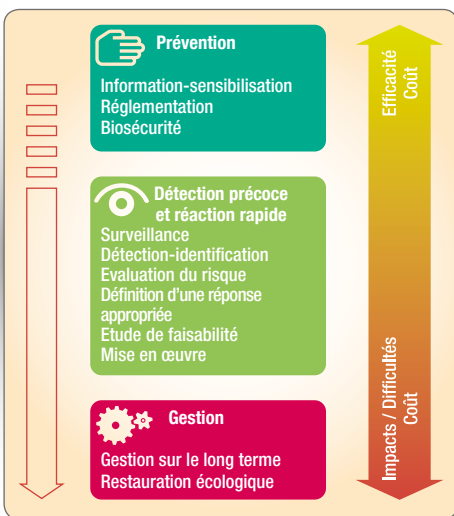 Prévention
Information-sensibilisation
Réglementation
Biosécurité
Détection précoce
et réaction rapide
Surveillance
Détection-identification
Evaluation du risque
Définition d'une réponse
appropriée
Etude de faisabilité
Mise en œuvre
Gestion
Gestion sur le long terme
Restauration écologique
Efficacité
Coût
Impacts / Difficultés
Coût